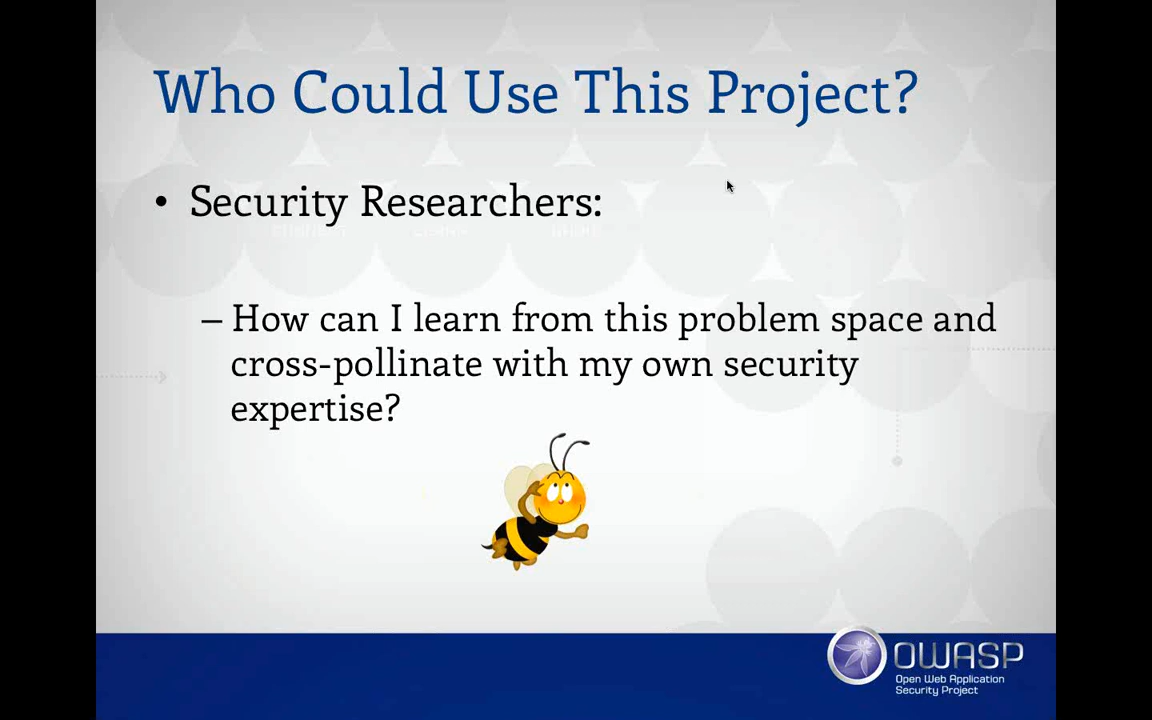 Who Could Use This Project?
• Security Researchers:
– How can I learn from this problem space and
cross-pollinate with my own security
expertise?
OWASP
Open Web Application
Security Project